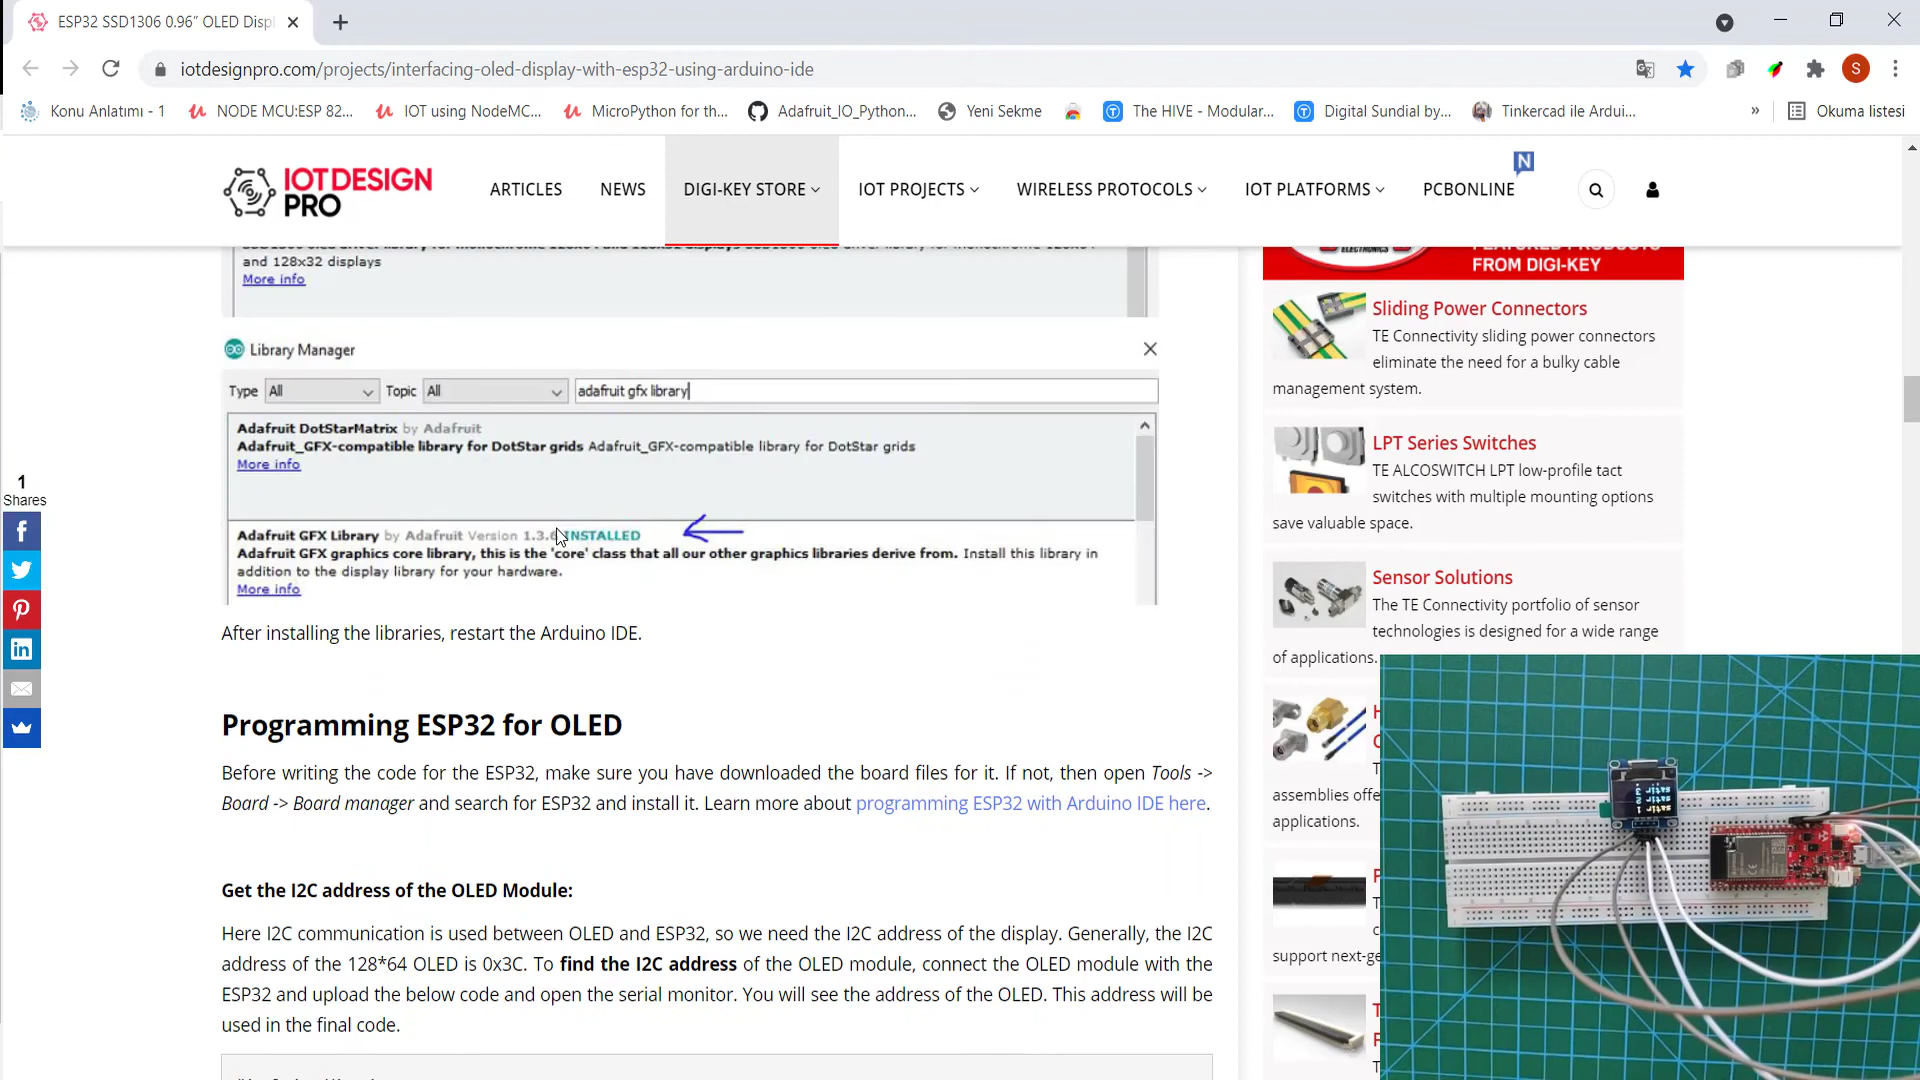 ESP32 SSD1306 0.96" OLED Disp
iotdesignpro.com/projects/interfacing-oled-display-with-esp32-using-arduino-ide
S
Konu Anlatımı - 1
NODE MCU:ESP 82...
IOT using NodeMC...
MicroPython for th...
Adafruit_IO_Python...
Yeni Sekme
The HIVE - Modular...
Digital Sundial by...
Tinkercad ile Ardui...
»
Okuma listesi
IOTDESIGN
PRO
ARTICLES
NEWS
DIGI-KEY STORE
IOT PROJECTS
WIRELESS PROTOCOLS
IOT PLATFORMS
PCBONLINE
N
and 128x32 displays
More info
Library Manager
Type All Topic All adafruit gfx library
Adafruit DotStarMatrix by Adafruit
Adafruit_GFX-compatible library for DotStar grids Adafruit_GFX-compatible library for DotStar grids
More info
Adafruit GFX Library by Adafruit Version 1.3.6 INSTALLED
Adafruit GFX graphics core library, this is the 'core' class that all our other graphics libraries derive from. Install this library in
addition to the display library for your hardware.
More info
1
Shares
After installing the libraries, restart the Arduino IDE.
Programming ESP32 for OLED
Before writing the code for the ESP32, make sure you have downloaded the board files for it. If not, then open Tools ->
Board -> Board manager and search for ESP32 and install it. Learn more about programming ESP32 with Arduino IDE here.
Get the I2C address of the OLED Module:
Here I2C communication is used between OLED and ESP32, so we need the I2C address of the display. Generally, the I2C
address of the 128*64 OLED is 0x3C. To find the I2C address of the OLED module, connect the OLED module with the
ESP32 and upload the below code and open the serial monitor. You will see the address of the OLED. This address will be
used in the final code.
ELECTRONICS
FEATURED PRODUCTS
FROM DIGI-KEY
Sliding Power Connectors
TE Connectivity sliding power connectors
eliminate the need for a bulky cable
management system.
LPT Series Switches
TE ALCOSWITCH LPT low-profile tact
switches with multiple mounting options
save valuable space.
Sensor Solutions
The TE Connectivity portfolio of sensor
technologies is designed for a wide range
of applications.
assemblies offe
applications.
support next-ge